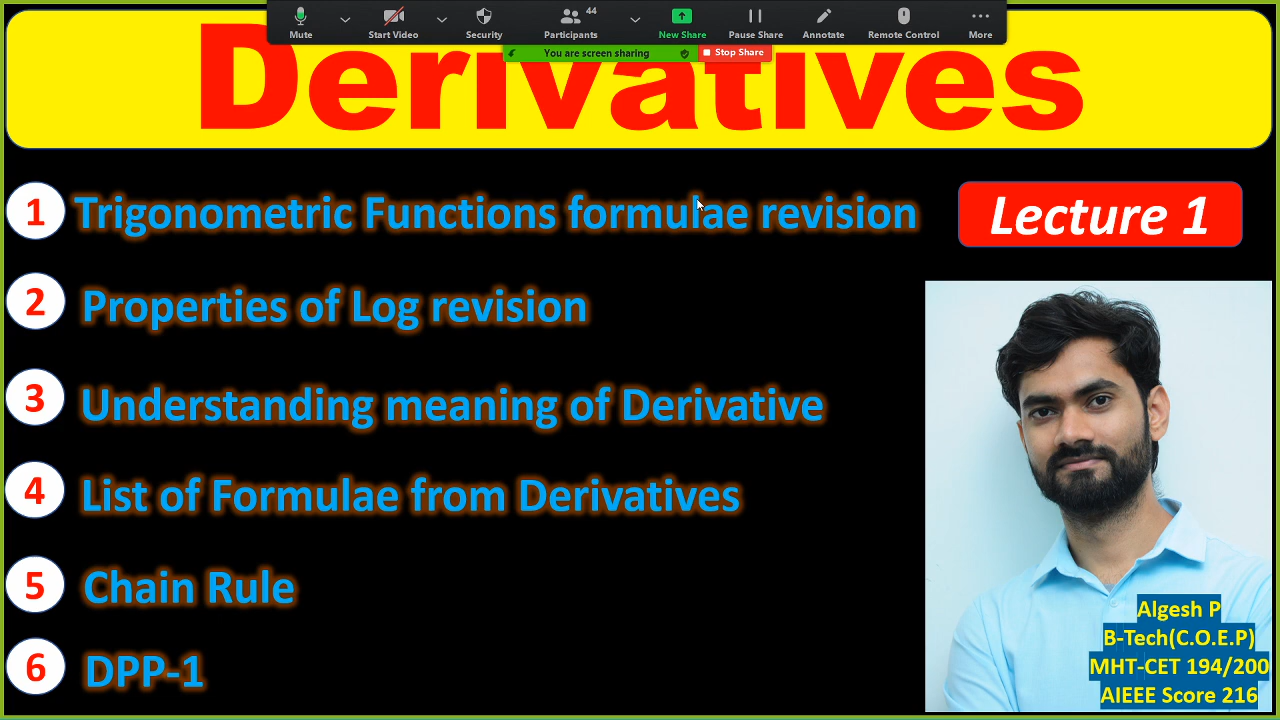 Mute
Start Video
Security
44
Participants
New Share
Pause Share
Annotate
Remote Control
More
You are screen sharing
Stop Share
Derivatives
1 Trigonometric Functions formulae revision
Lecture 1
2 Properties of Log revision
3 Understanding meaning of Derivative
4 List of Formulae from Derivatives
5 Chain Rule
6 DPP-1
Algesh P
B-Tech(C.O.E.P)
MHT-CET 194/200
AIEEE Score 216